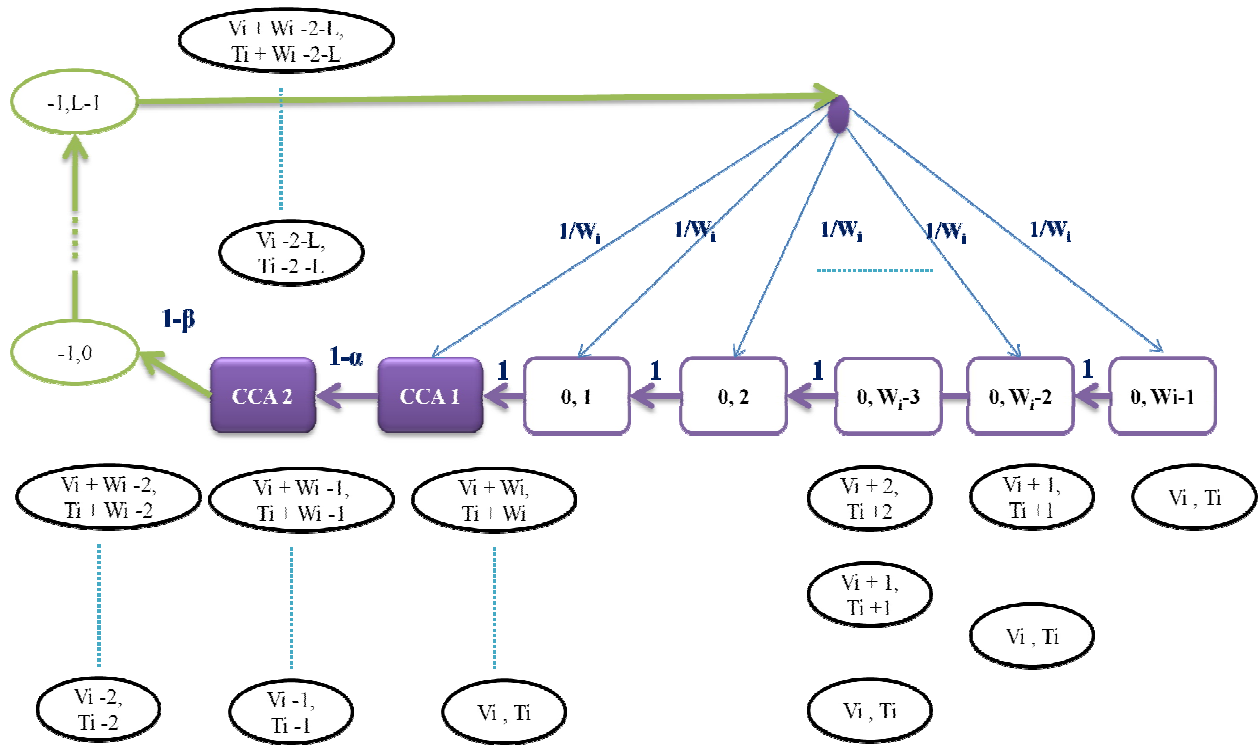 Vi + Wi -2-L,
Ti + Wi -2-L
-1,L-1
1/Wi
1/Wi
1/Wi
1/Wi
1/Wi
Vi -2-L,
Ti -2 -L
1-β
-1,0
1-α
1
1
1
1
CCA 2
CCA 1
0, 1
0, 2
0, Wi-3
0, Wi-2
0, Wi-1
Vi + Wi -2,
Ti + Wi -2
Vi + Wi -1,
Ti + Wi -1
Vi + Wi,
Ti + Wi
Vi + 2,
Ti +2
Vi + 1,
Ti +1
Vi , Ti
Vi + 1,
Ti +1
Vi , Ti
Vi -2,
Ti -2
Vi -1,
Ti -1
Vi , Ti
Vi , Ti